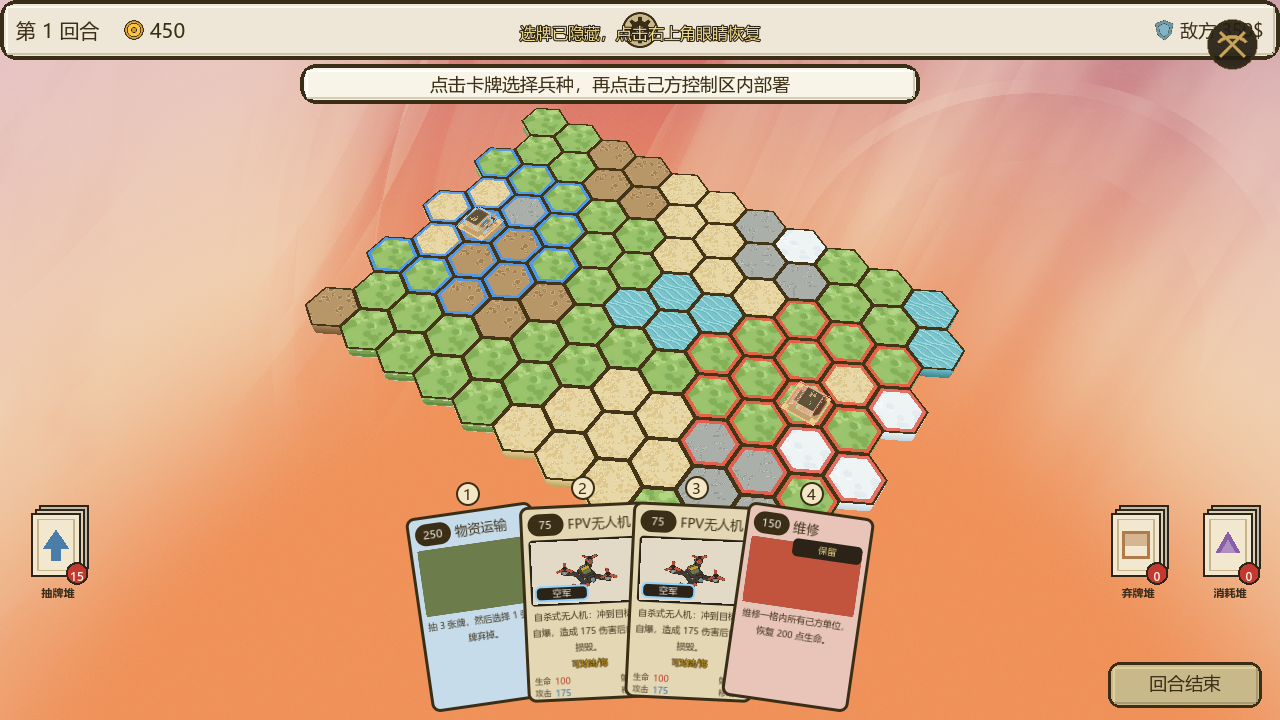 第 1 回合
450
选牌已隐藏，点击右上角眼睛恢复
敌方
点击卡牌选择兵种，再点击己方控制区内部署
1
2
3
4
250 物资运输
抽 3 张牌，然后选择 1
牌弃掉。
75 FPV无人机
空军
自杀式无人机：冲到目标
自爆，造成 175 伤害后
损毁。
生命 100
攻击 175
75 FPV无人机
空军
自杀式无人机：冲到目标
自爆，造成 175 伤害后
损毁。
生命 100
攻击 175
150 维修
保留
维修一格内所有己方单位，
恢复 200 点生命。
15
抽牌堆
0
弃牌堆
0
消耗堆
回合结束